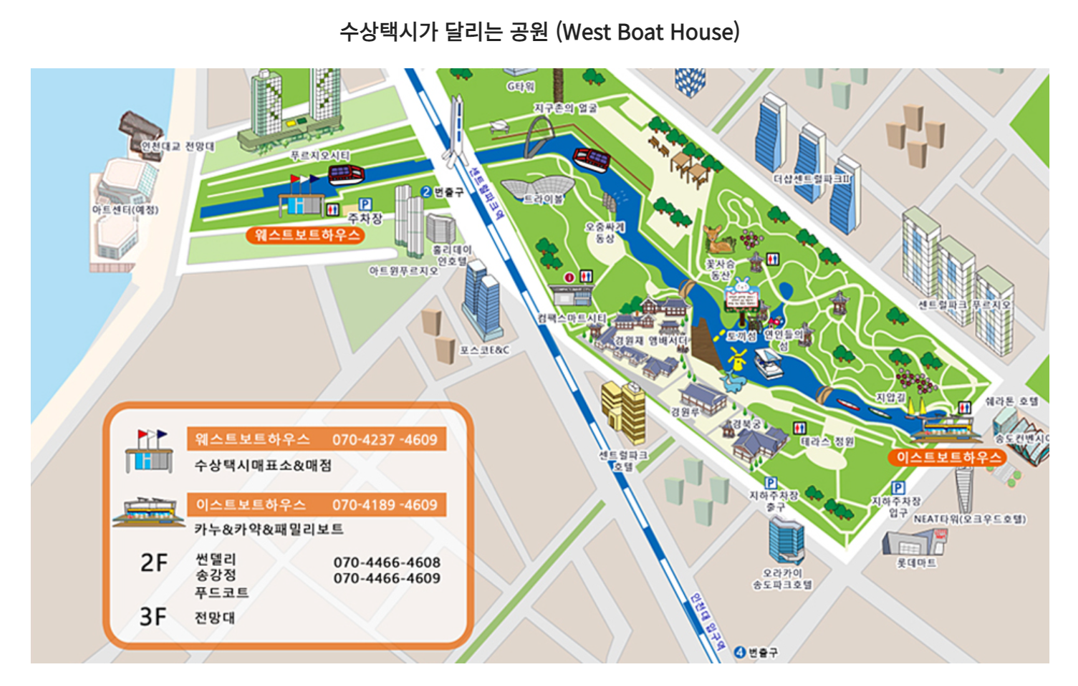 수상택시가 달리는 공원 (West Boat House)
G타워
지구촌의 얼굴
인천대교 전망대
푸르지오시티
더샵센트럴파크II
센트럴파크역
2 번출구
트라이볼
아트센터(예정)
P
주차장
웨스트보트하우스
오줌싸게
동상
홀리데이
인호텔
아트윈푸르지오
꽃사슴
동산
컴팩스마트시티
센트럴파크 푸르지오
토끼섬
연인들의
섬
경원재 앰배서더
포스코E&C
지압길
쉐라톤 호텔
경원루
경복궁
테라스 정원
송도컨벤시아
이스트보트하우스
센트럴파크
호텔
P
지하주차장
출구
P
지하주차장
입구
NEAT타워(오크우드호텔)
롯데마트
오라카이
송도파크호텔
인천대 입구역
4 번출구
웨스트보트하우스 070-4237 -4609
수상택시매표소&매점
이스트보트하우스 070-4189 -4609
카누&카약&패밀리보트
2F 썬델리 070-4466-4608
송강정 070-4466-4609
푸드코트
3F 전망대